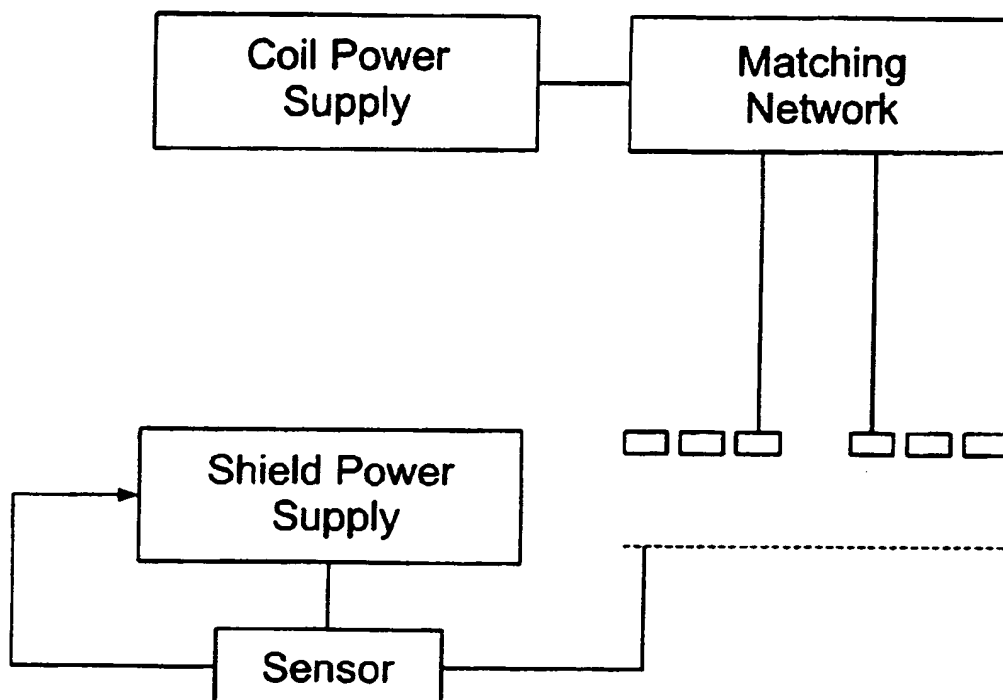 Coil Power
Supply
Matching
Network
Shield Power
Supply
Sensor